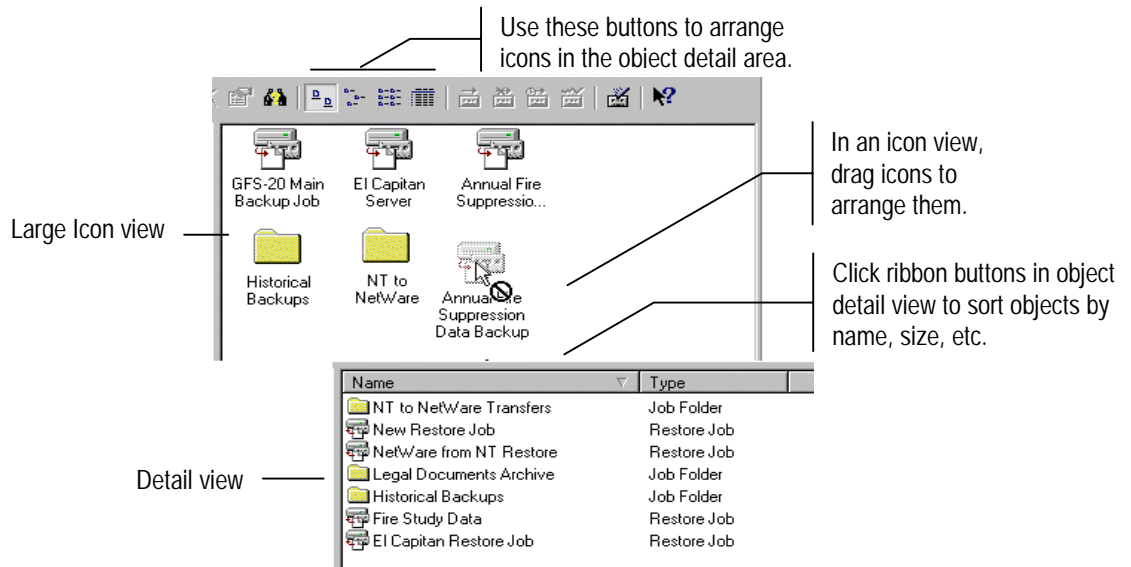 Use these buttons to arrange
icons in the object detail area.
GFS-20 Main
Backup Job
El Capitan
Server
Annual Fire
Suppressio...
In an icon view,
drag icons to
arrange them.
Large Icon view
Historical
Backups
NT to
NetWare
Annual Fire
Suppression
Data Backup
Click ribbon buttons in object
detail view to sort objects by
name, size, etc.
Name Type
NT to NetWare Transfers Job Folder
New Restore Job Restore Job
NetWare from NT Restore Restore Job
Legal Documents Archive Job Folder
Historical Backups Job Folder
Fire Study Data Restore Job
El Capitan Restore Job Restore Job
Detail view